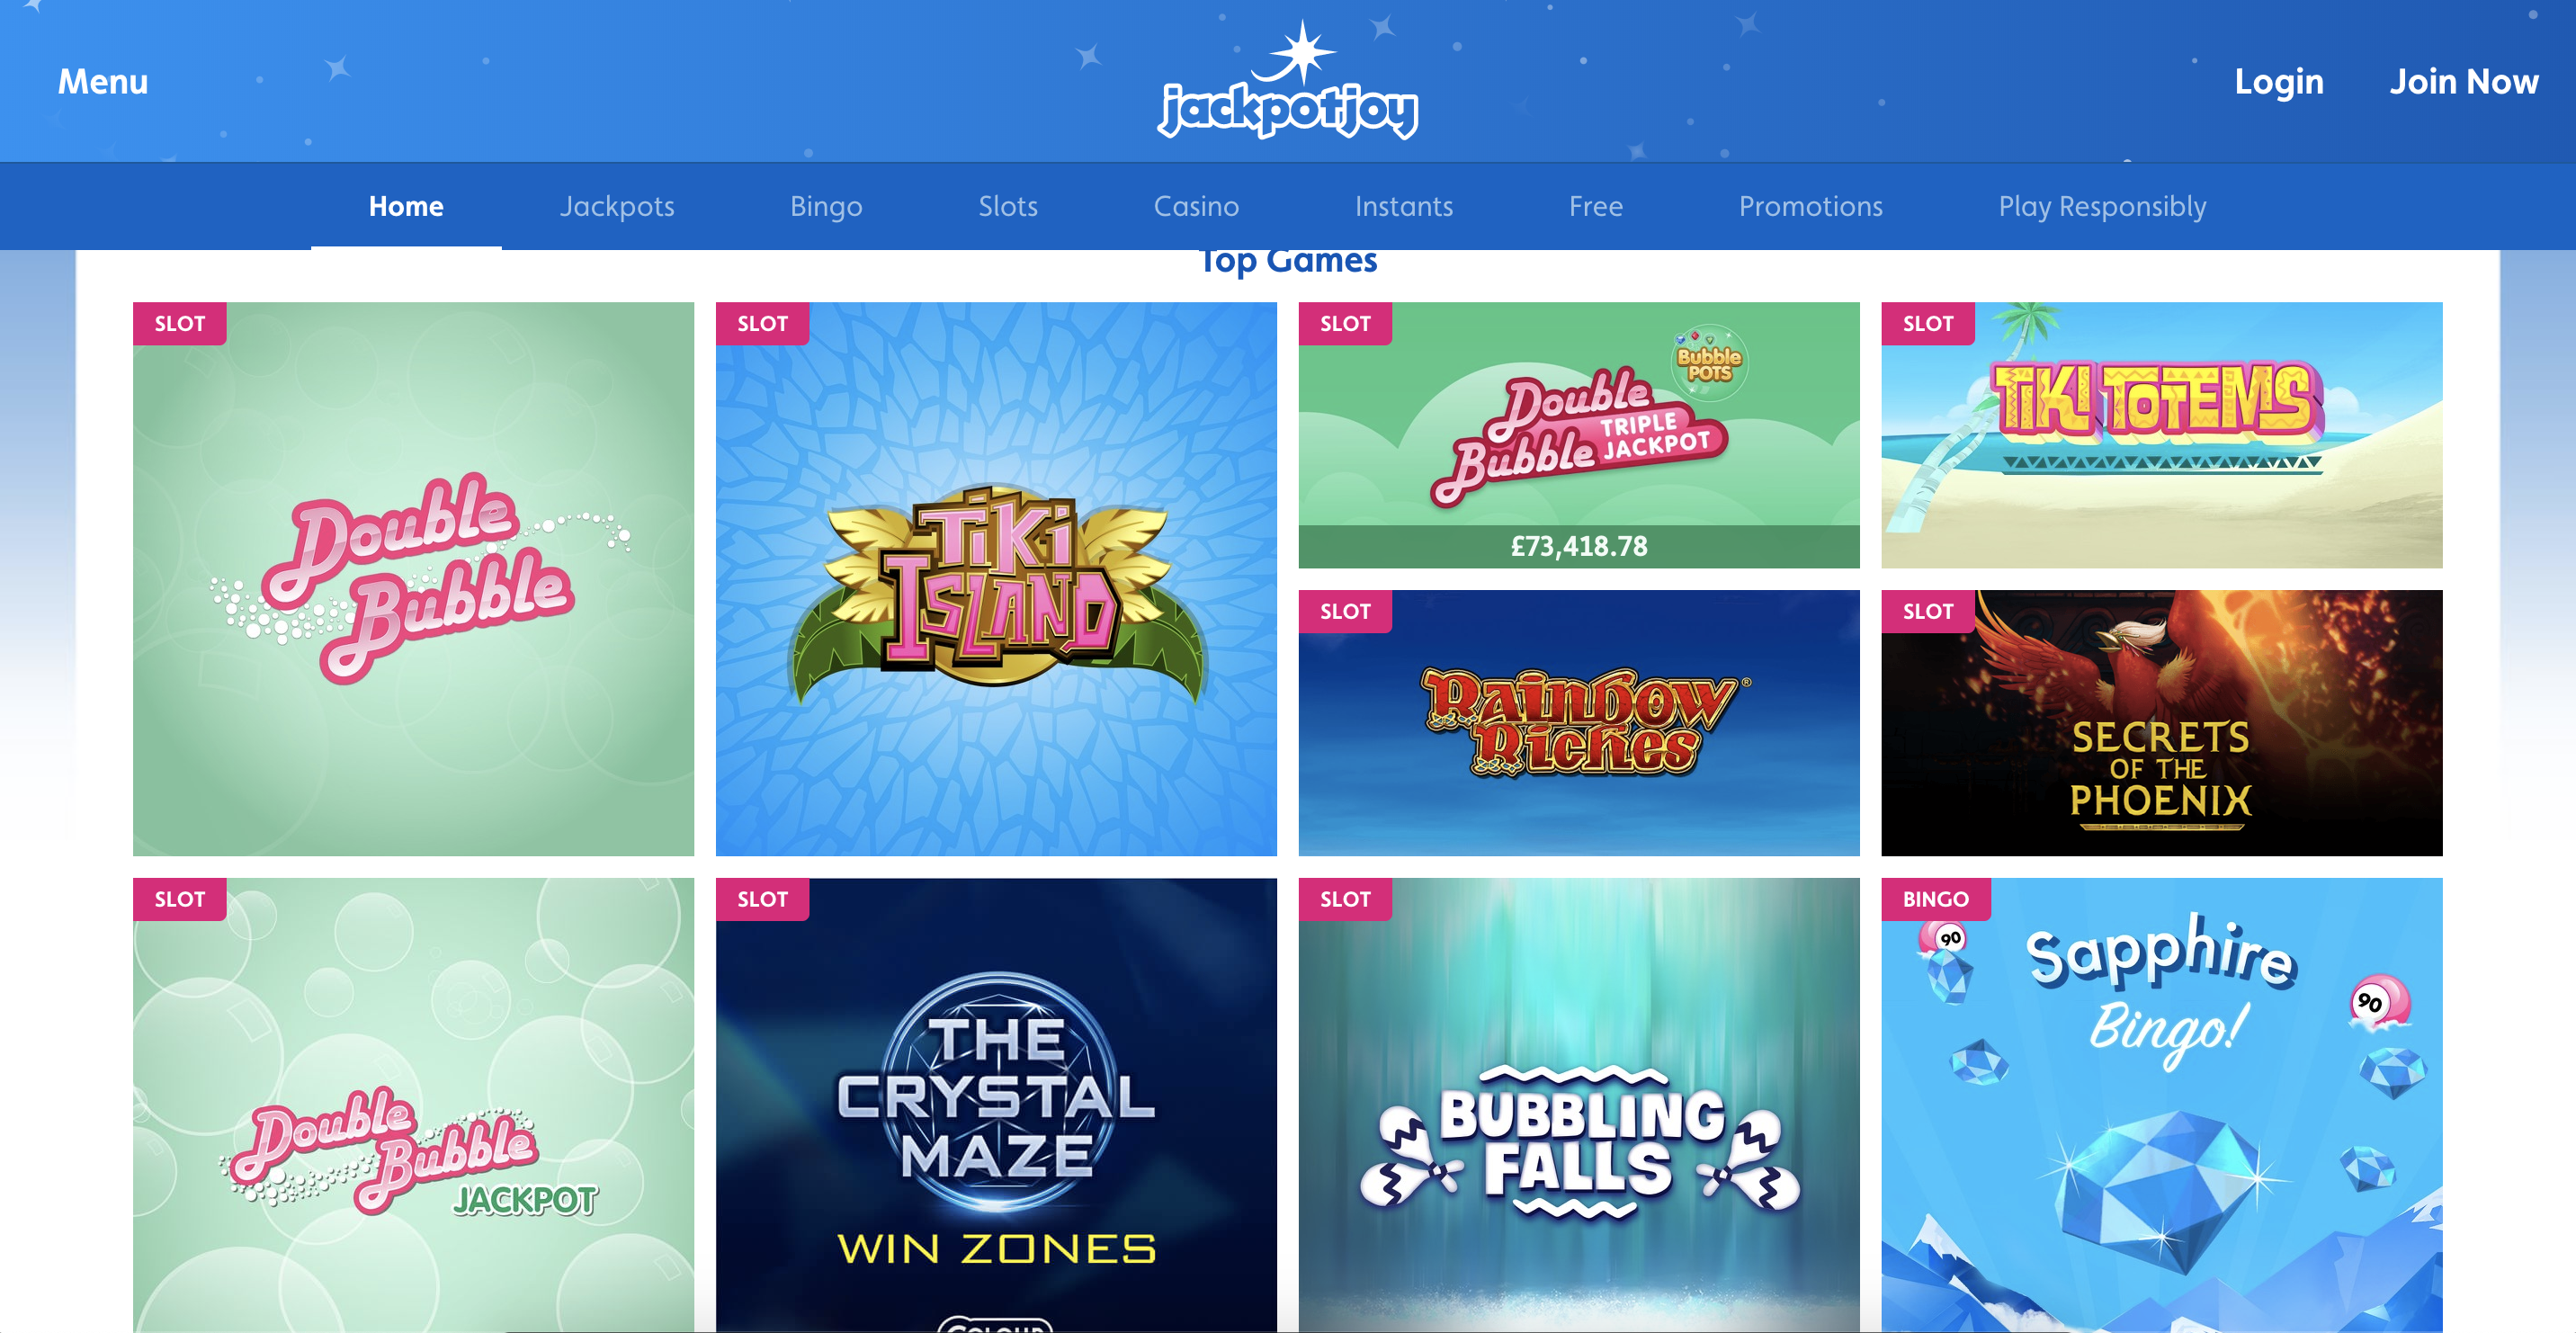 Menu
jackpotjoy
Login
Join Now
Home
Jackpots
Bingo
Slots
Casino
Instants
Free
Promotions
Play Responsibly
Top Games
SLOT
Double
Bubble
SLOT
TIKI
ISLAND
SLOT
Bubble
POTS
Double
Bubble
TRIPLE
JACKPOT
£73,418.78
SLOT
TIKI TOTEMS
SLOT
Rainbow
Riches®
SLOT
SECRETS
OF THE
PHOENIX
SLOT
Double
Bubble
JACKPOT
SLOT
THE
CRYSTAL
MAZE
WIN ZONES
COLOUR
SLOT
BUBBLING
FALLS
BINGO
90
Sapphire
Bingo!
90